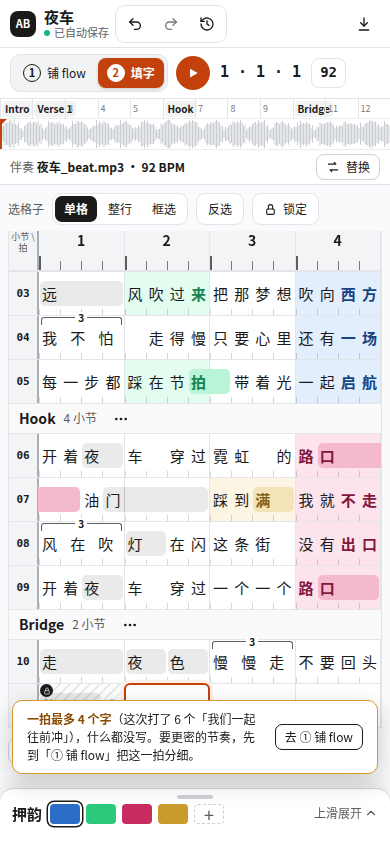 AB 夜车
已自动保存
1 铺 flow 2 填字 1 · 1 · 1 92
Intro Verse 4 5 Hook 7 8 9 Bridge 11 12
伴奏 夜车_beat.mp3 · 92 BPM 替换
选格子 单格 整行 框选 反选 锁定
小节\拍 1 2 3 4
03 远 风吹过来 把那梦想 吹向西方
3
04 我不怕 走得慢 只要心里 还有一场
05 每一步都 踩在节拍 带着光 一起启航
Hook 4 小节 ···
06 开着夜 车 穿过 霓虹 的 路口
07 油门 踩到满 我就不走
3
08 风在吹 灯在闪 这条街 没有出口
09 开着夜 车 穿过 一个一个 路口
Bridge 2 小节 ···
3
10 走 夜色 慢慢走 不要回头
一拍最多 4 个字（这次打了 6 个「我们一起
往前冲」），什么都没写。要更密的节奏，先
到「① 铺 flow」把这一拍分细。
去 ① 铺 flow
押韵 + 上滑展开